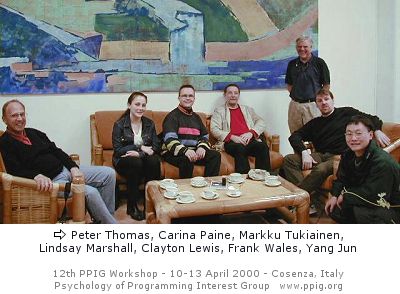 ⇨ Peter Thomas, Carina Paine, Markku Tukiainen,
Lindsay Marshall, Clayton Lewis, Frank Wales, Yang Jun
12th PPIG Workshop - 10-13 April 2000 - Cosenza, Italy
Psychology of Programming Interest Group www.ppig.org